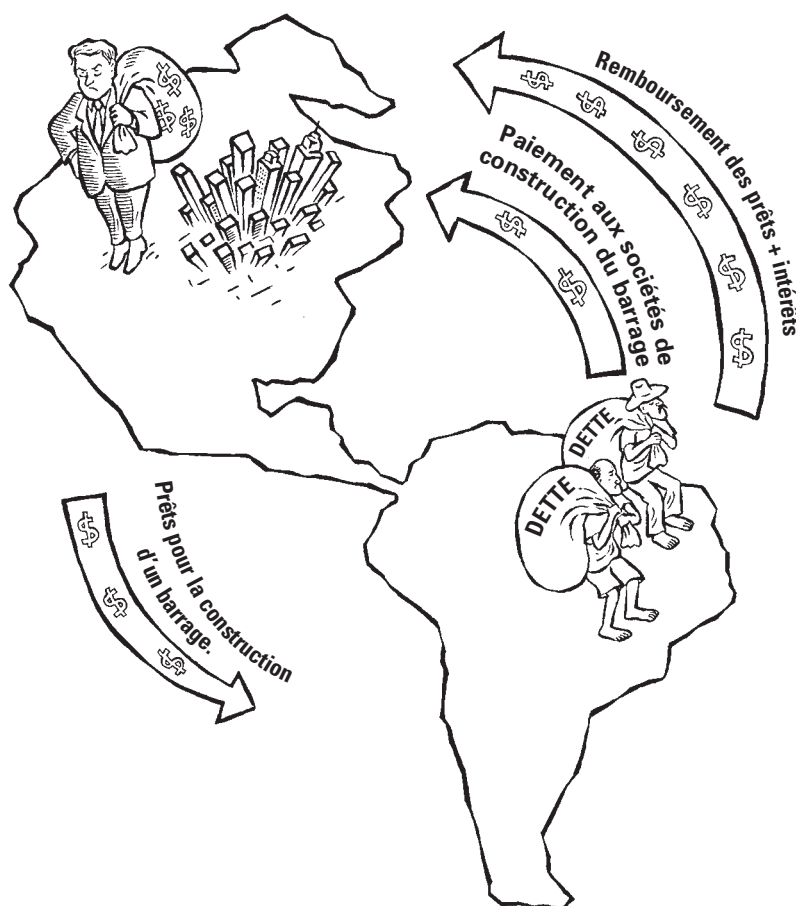 Remboursement des prêts + intérêts
Paiement aux sociétés de
construction du barrage
DETTE
DETTE
Prêts pour la construction
d'un barrage.